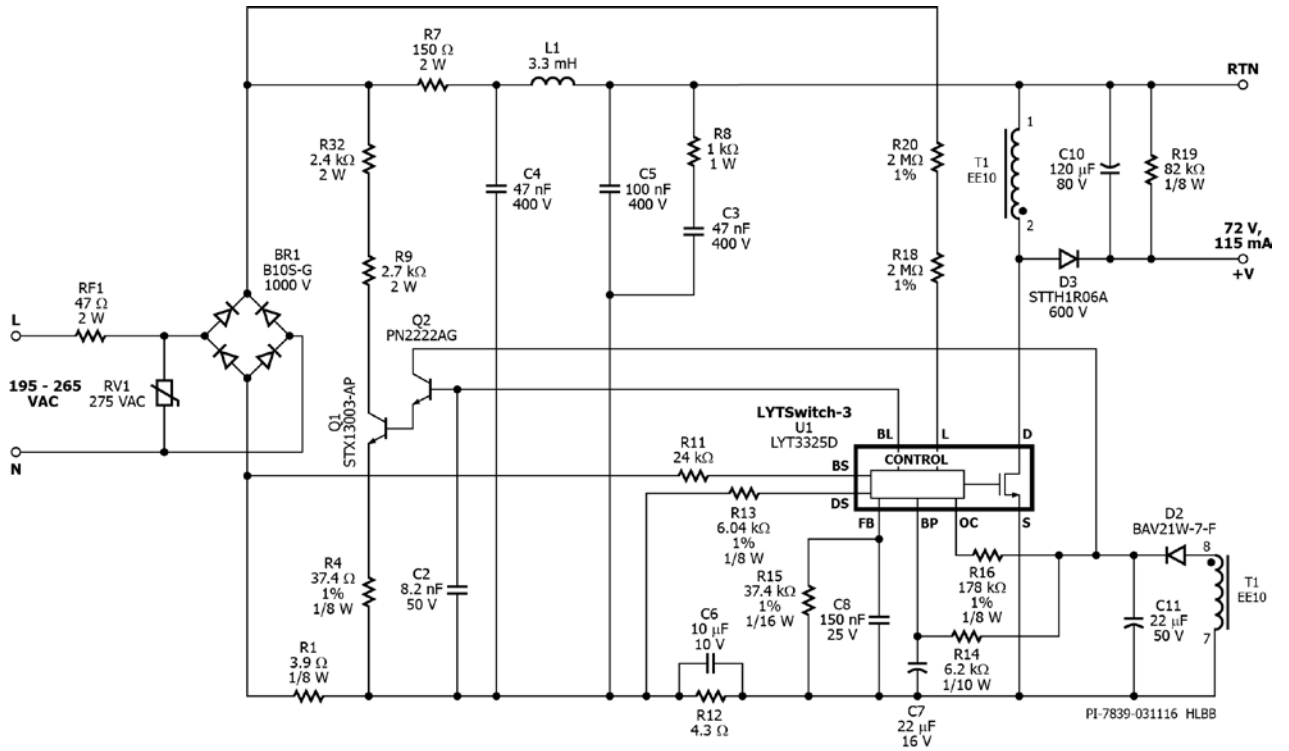 R7
150 Ω
2 W
L1
3.3 mH
RTN
R32
2.4 kΩ
2 W
C4
47 nF
400 V
C5
100 nF
400 V
R8
1 kΩ
1 W
C3
47 nF
400 V
R20
2 MΩ
1%
R18
2 MΩ
1%
1
T1
EE10
2
C10
120 µF
80 V
R19
82 kΩ
1/8 W
72 V,
115 mA
+V
D3
STTH1R06A
600 V
R9
2.7 kΩ
2 W
BR1
B10S-G
1000 V
RF1
47 Ω
2 W
L
195 - 265
VAC
RV1
275 VAC
N
Q2
PN2222AG
Q1
STX13003-AP
LYTSwitch-3
U1
LYT3325D
BL
L
D
CONTROL
BS
DS
FB
BP
OC
S
R11
24 kΩ
R13
6.04 kΩ
1%
1/8 W
R4
37.4 Ω
1%
1/8 W
C2
8.2 nF
50 V
R15
37.4 kΩ
1%
1/16 W
C8
150 nF
25 V
R16
178 kΩ
1%
1/8 W
R14
6.2 kΩ
1/10 W
D2
BAV21W-7-F
8
T1
EE10
7
C11
22 µF
50 V
R1
3.9 Ω
1/8 W
C6
10 µF
10 V
R12
4.3 Ω
C7
22 µF
16 V
PI-7839-031116 HLBB